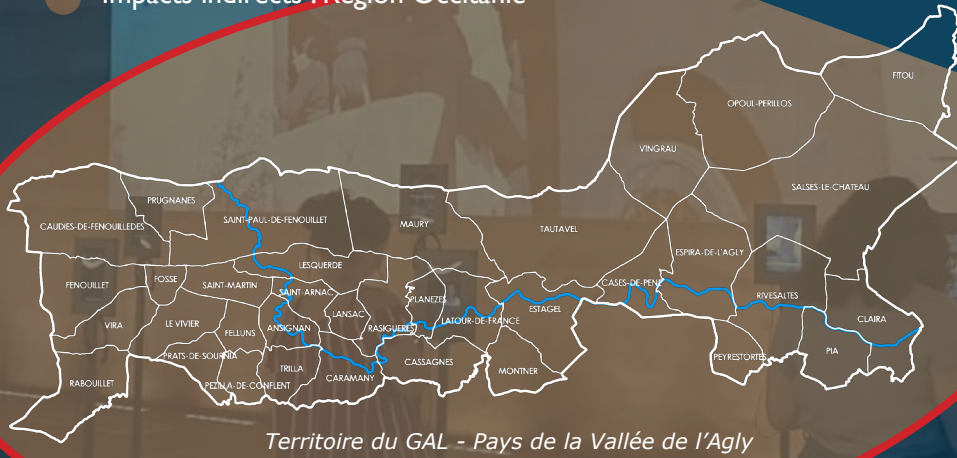 Impacts indirects : Région Occitanie
FITOU
OPOUL-PERILLOS
VINGRAU
SALSES-LE-CHATEAU
PRUGNANES
SAINT-PAUL-DE-FENOUILLET
CAUDIES-DE-FENOUILLEDES
MAURY
TAUTAVEL
ESPIRA-DE-L'AGLY
LESQUERDE
FOSSE
FENOUILLET
SAINT-MARTIN
SAINT-ARNAC
CASES-DE-PENE
RIVESALTES
PLANEZES
ESTAGEL
LANSAC
LATOUR-DE-FRANCE
CLAIRA
VIRA
LE VIVIER
FELLUNS
ANSIGNAN
RASIGUERES
PIA
PRATS-DE-SOURNIA
PEYRESTORTES
CASSAGNES
TRILLA
MONTNER
CARAMANY
RABOUILLET
PEZILLA-DE-CONFLENT
Territoire du GAL - Pays de la Vallée de l'Agly